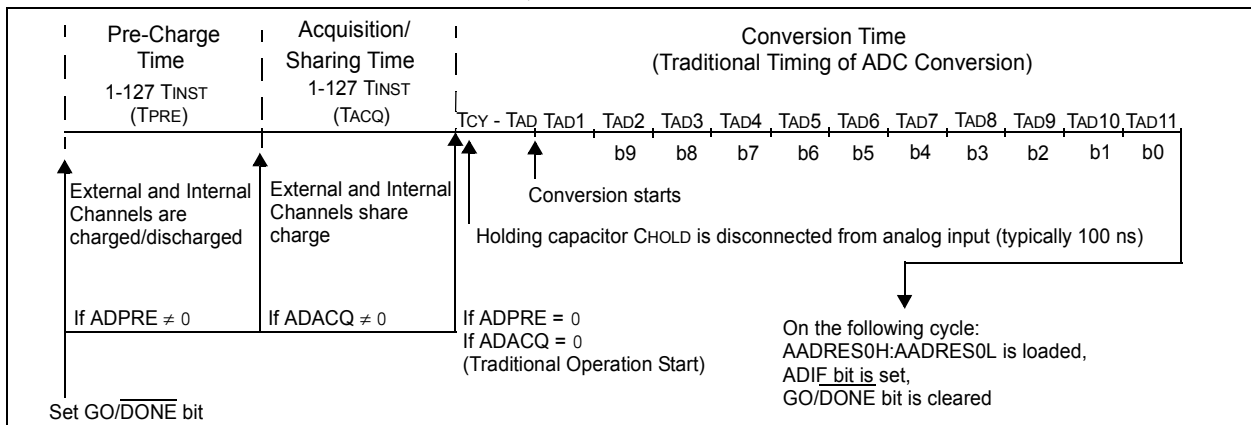 Pre-Charge
Time
1-127 TINST
(TPRE)
Acquisition/
Sharing Time
1-127 TINST
(TACQ)
Conversion Time
(Traditional Timing of ADC Conversion)
TCY - TAD TAD1 TAD2 TAD3 TAD4 TAD5 TAD6 TAD7 TAD8 TAD9 TAD10 TAD11
b9 b8 b7 b6 b5 b4 b3 b2 b1 b0
External and Internal
Channels are
charged/discharged
External and Internal
Channels share
charge
Conversion starts
Holding capacitor CHOLD is disconnected from analog input (typically 100 ns)
If ADPRE ≠ 0
If ADACQ ≠ 0
If ADPRE = 0
If ADACQ = 0
(Traditional Operation Start)
On the following cycle:
AADRES0H:AADRES0L is loaded,
ADIF bit is set,
GO/DONE bit is cleared
Set GO/DONE bit